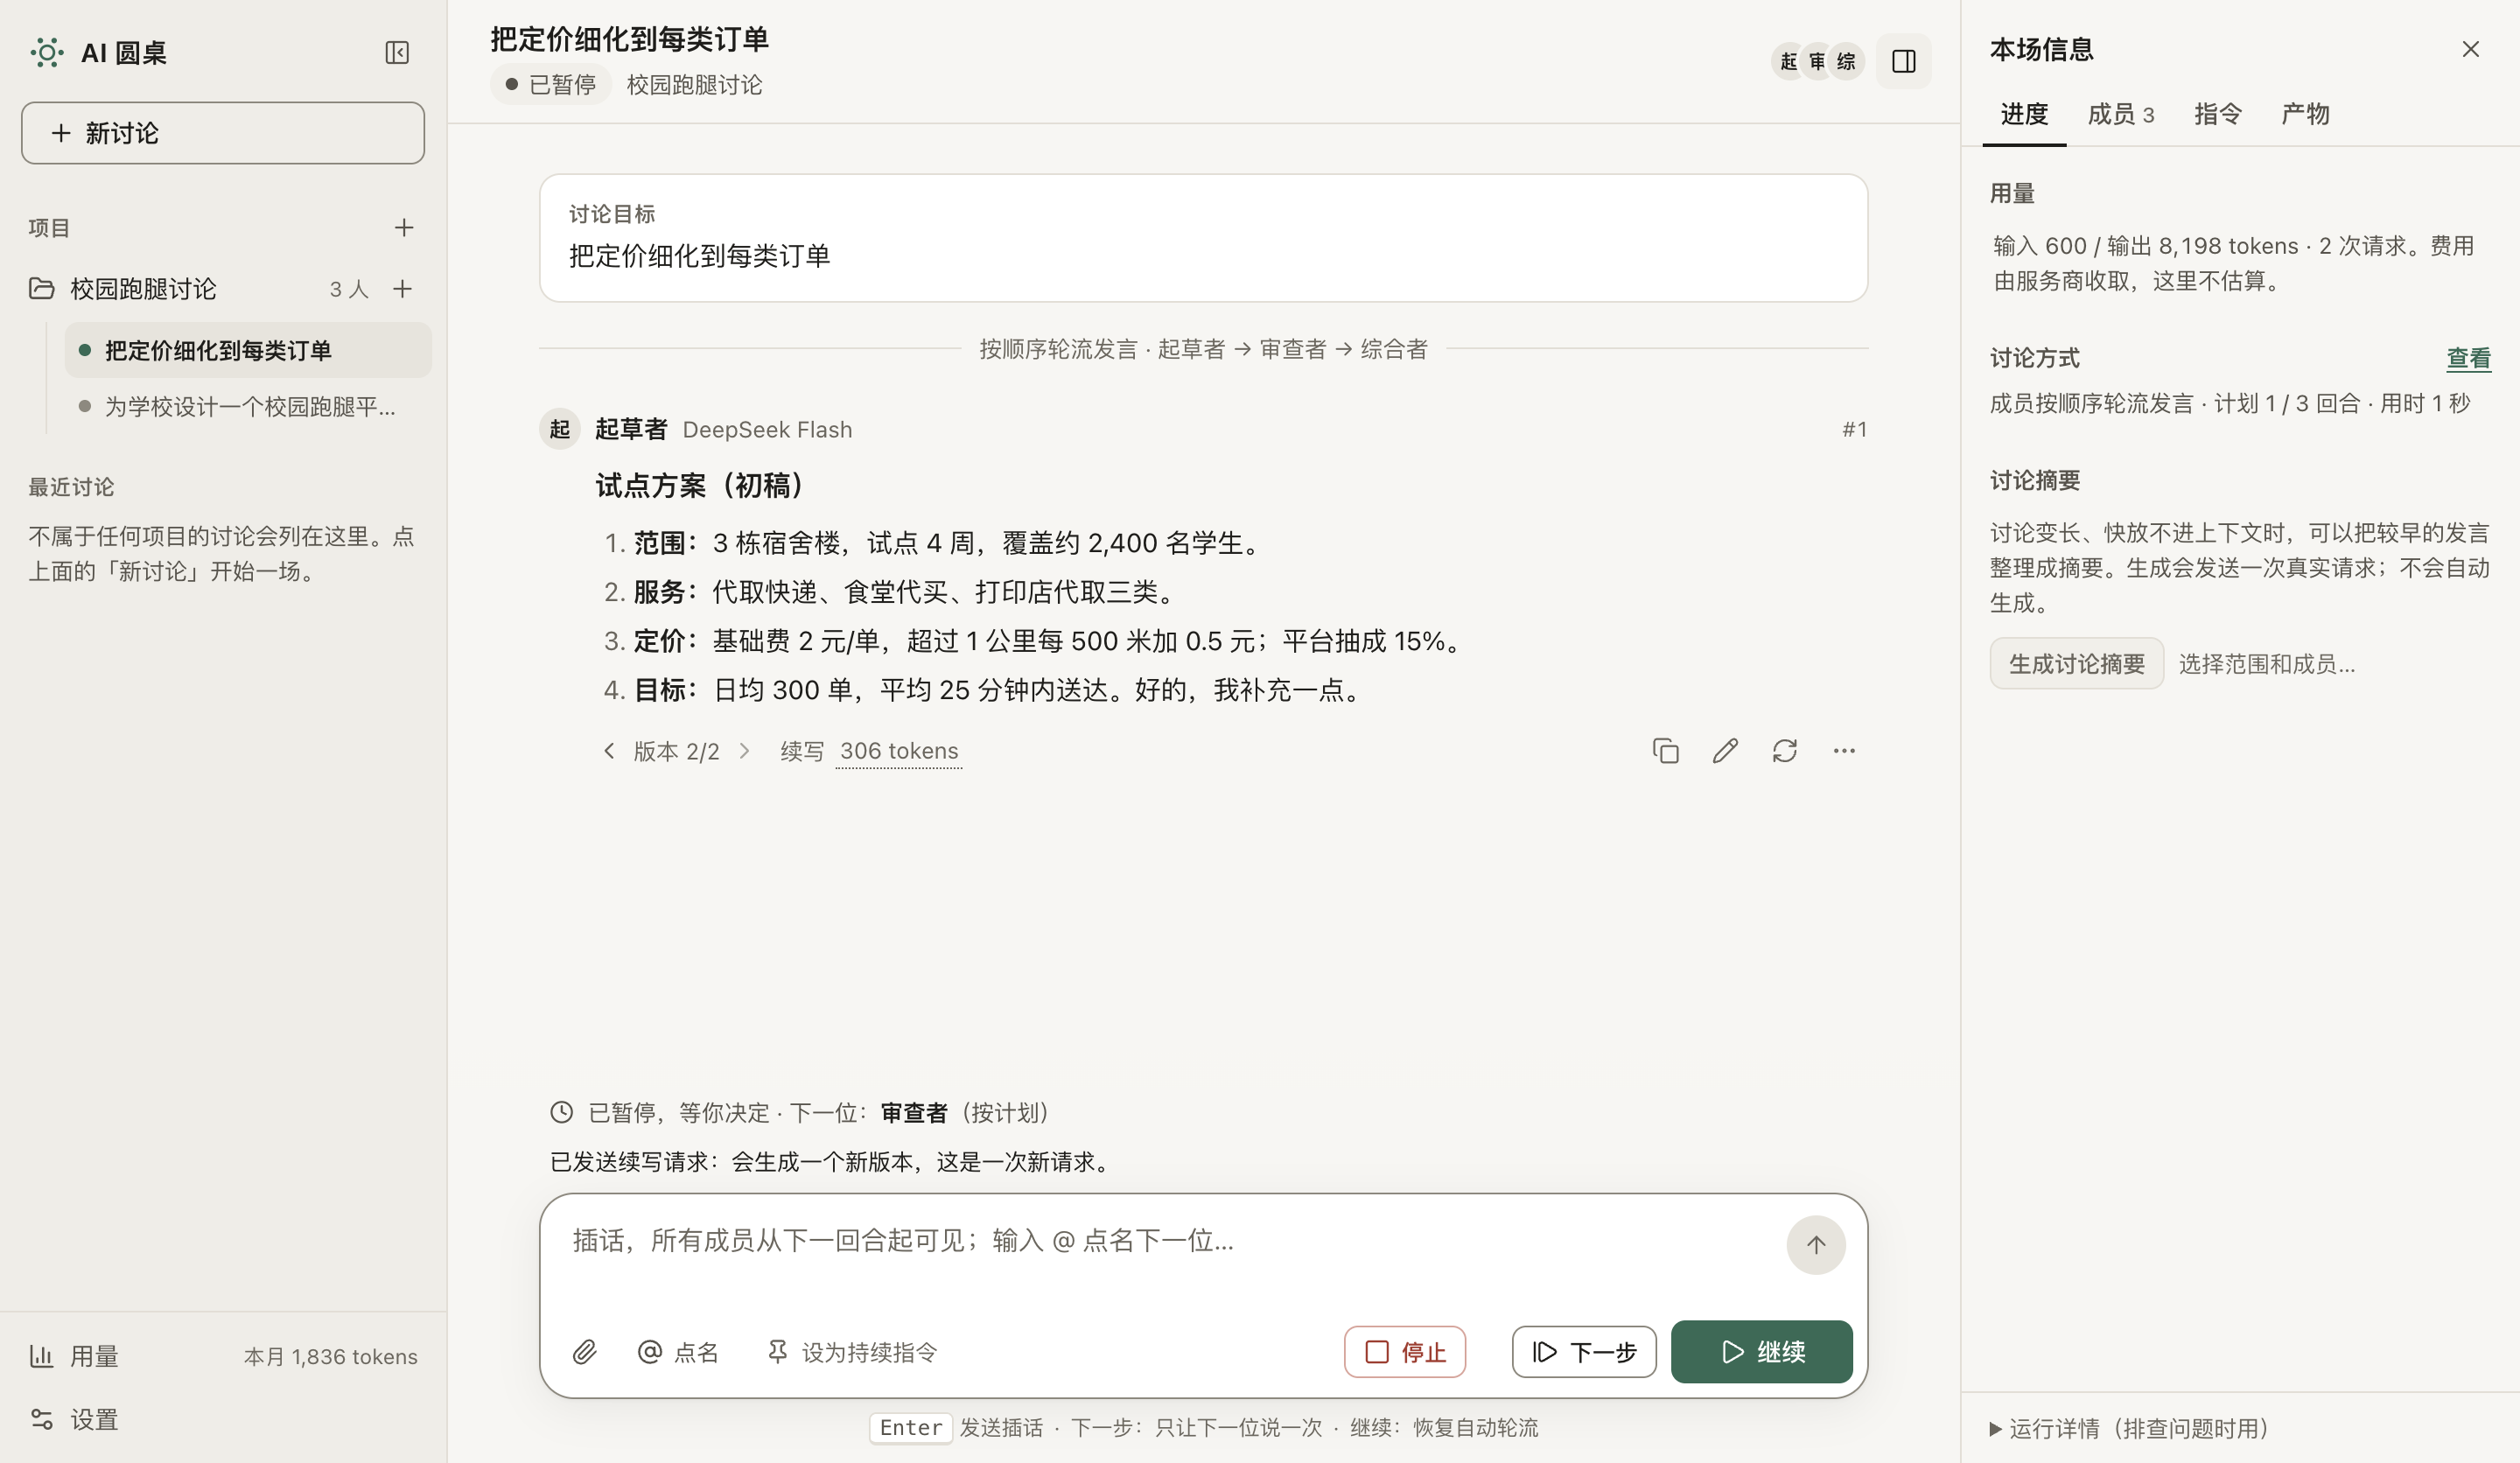 AI 圆桌
新讨论
项目
校园跑腿讨论 3 人
把定价细化到每类订单
为学校设计一个校园跑腿平...
最近讨论
不属于任何项目的讨论会列在这里。点
上面的「新讨论」开始一场。
用量 本月 1,836 tokens
设置
把定价细化到每类订单
已暂停 校园跑腿讨论
起 审 综
讨论目标
把定价细化到每类订单
按顺序轮流发言 · 起草者 → 审查者 → 综合者
起 起草者 DeepSeek Flash #1
试点方案（初稿）
1. 范围：3 栋宿舍楼，试点 4 周，覆盖约 2,400 名学生。
2. 服务：代取快递、食堂代买、打印店代取三类。
3. 定价：基础费 2 元/单，超过 1 公里每 500 米加 0.5 元；平台抽成 15%。
4. 目标：日均 300 单，平均 25 分钟内送达。好的，我补充一点。
版本 2/2 续写 306 tokens
已暂停，等你决定 · 下一位：审查者（按计划）
已发送续写请求：会生成一个新版本，这是一次新请求。
插话，所有成员从下一回合起可见；输入 @ 点名下一位...
点名 设为持续指令 停止 下一步 继续
Enter 发送插话 · 下一步：只让下一位说一次 · 继续：恢复自动轮流
本场信息
进度 成员 3 指令 产物
用量
输入 600 / 输出 8,198 tokens · 2 次请求。费用
由服务商收取，这里不估算。
讨论方式 查看
成员按顺序轮流发言 · 计划 1 / 3 回合 · 用时 1 秒
讨论摘要
讨论变长、快放不进上下文时，可以把较早的发言
整理成摘要。生成会发送一次真实请求；不会自动
生成。
生成讨论摘要 选择范围和成员...
运行详情（排查问题时用）